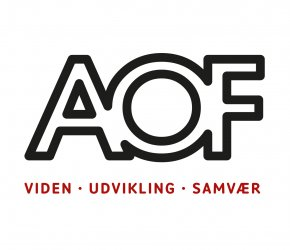 AOF
VIDEN · UDVIKLING · SAMVÆR